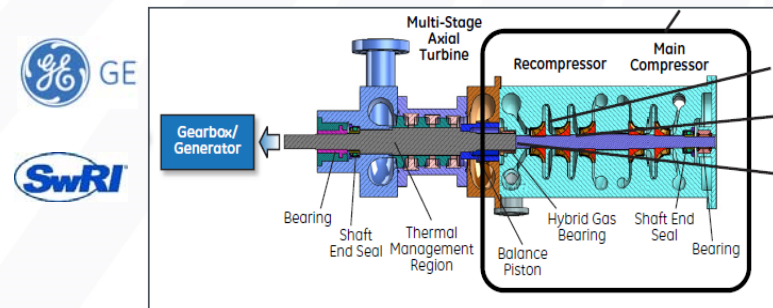 GE
GE
SwRI
Multi-Stage
Axial
Turbine
Recompressor
Main
Compressor
Gearbox/
Generator
Bearing
Shaft
End Seal
Thermal
Management
Region
Balance
Piston
Hybrid Gas
Bearing
Shaft End
Seal
Bearing